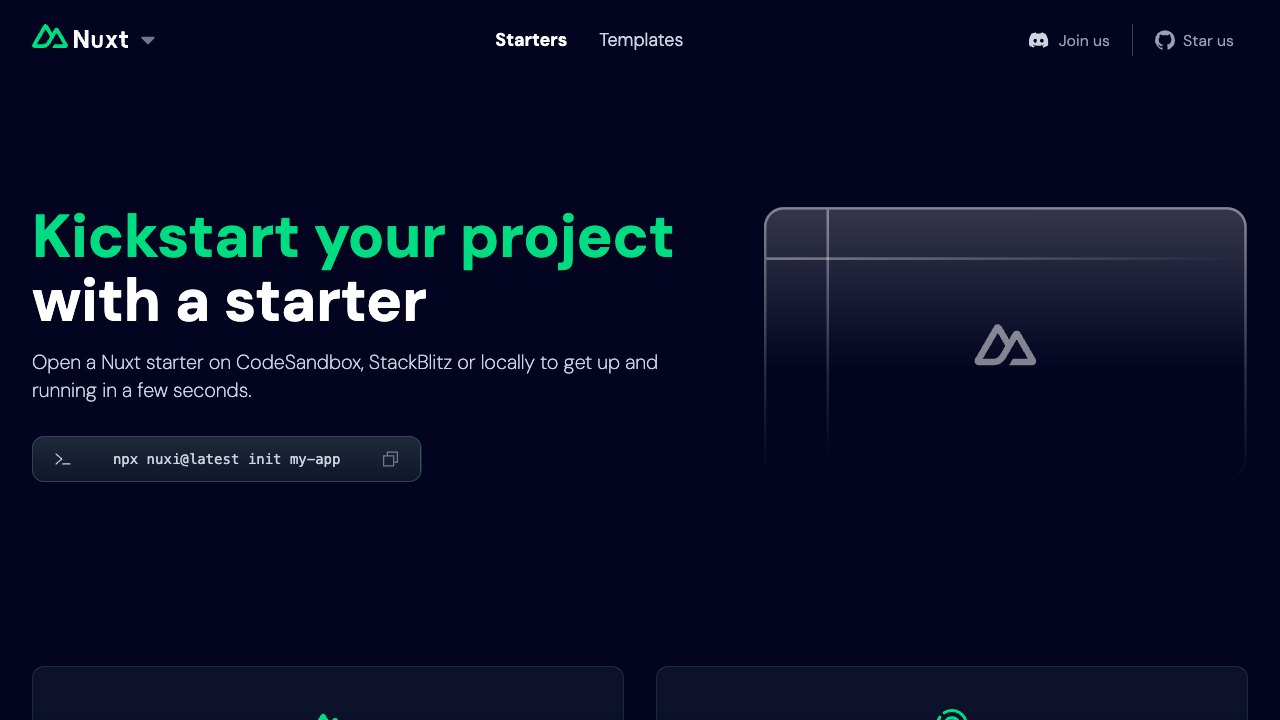 Nuxt
Starters
Templates
Join us
Star us
Kickstart your project
with a starter
Open a Nuxt starter on CodeSandbox, StackBlitz or locally to get up and
running in a few seconds.
npx nuxi@latest init my-app